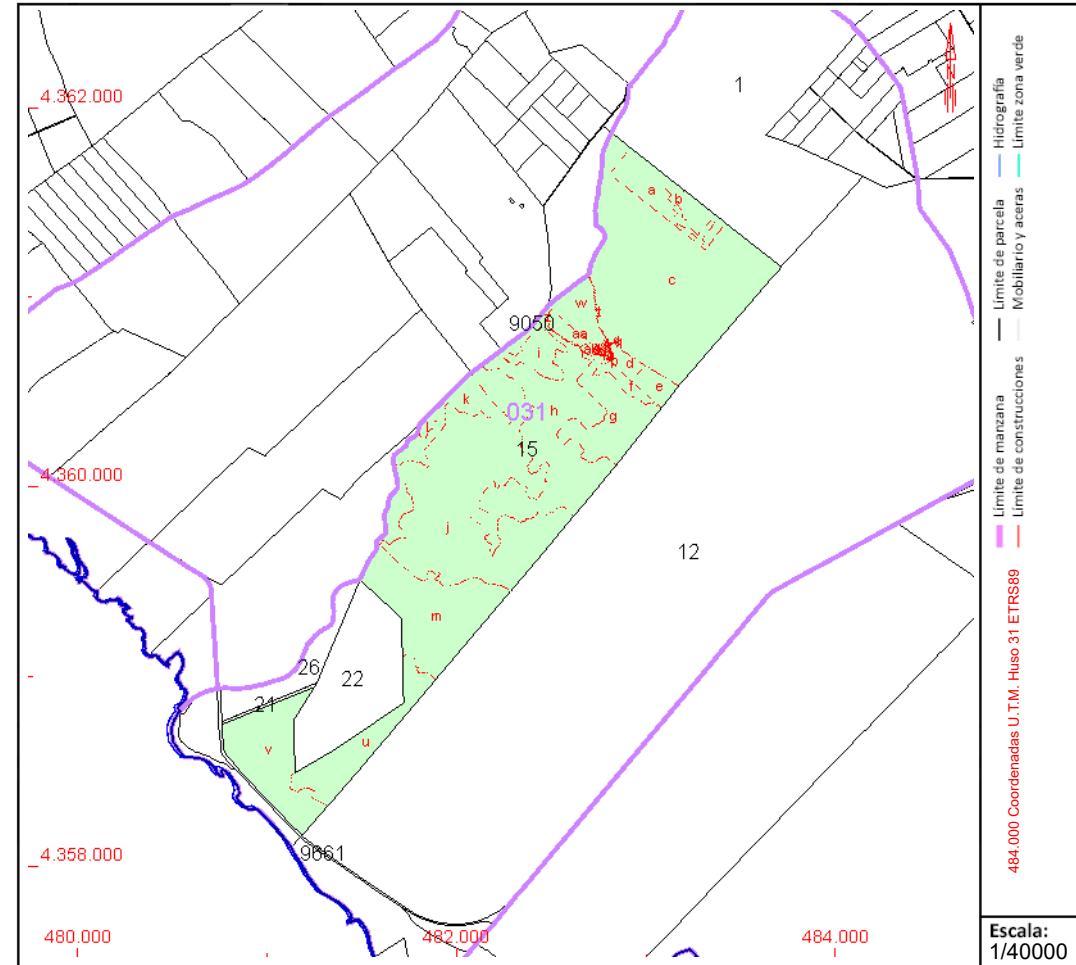 4.362.000
1
a
b
c
w
t
9050
aa
i
d
p
f
e
k
031
h
g
15
l
4.360.000
j
12
m
26
22
21
v
u
4.358.000
9661
480.000
482.000
484.000
Hidrografía
Límite zona verde
Límite de parcela
Mobiliario y aceras
Límite de manzana
Límite de construcciones
484.000 Coordenadas U.T.M. Huso 31 ETRS89
N
Escala:
1/40000